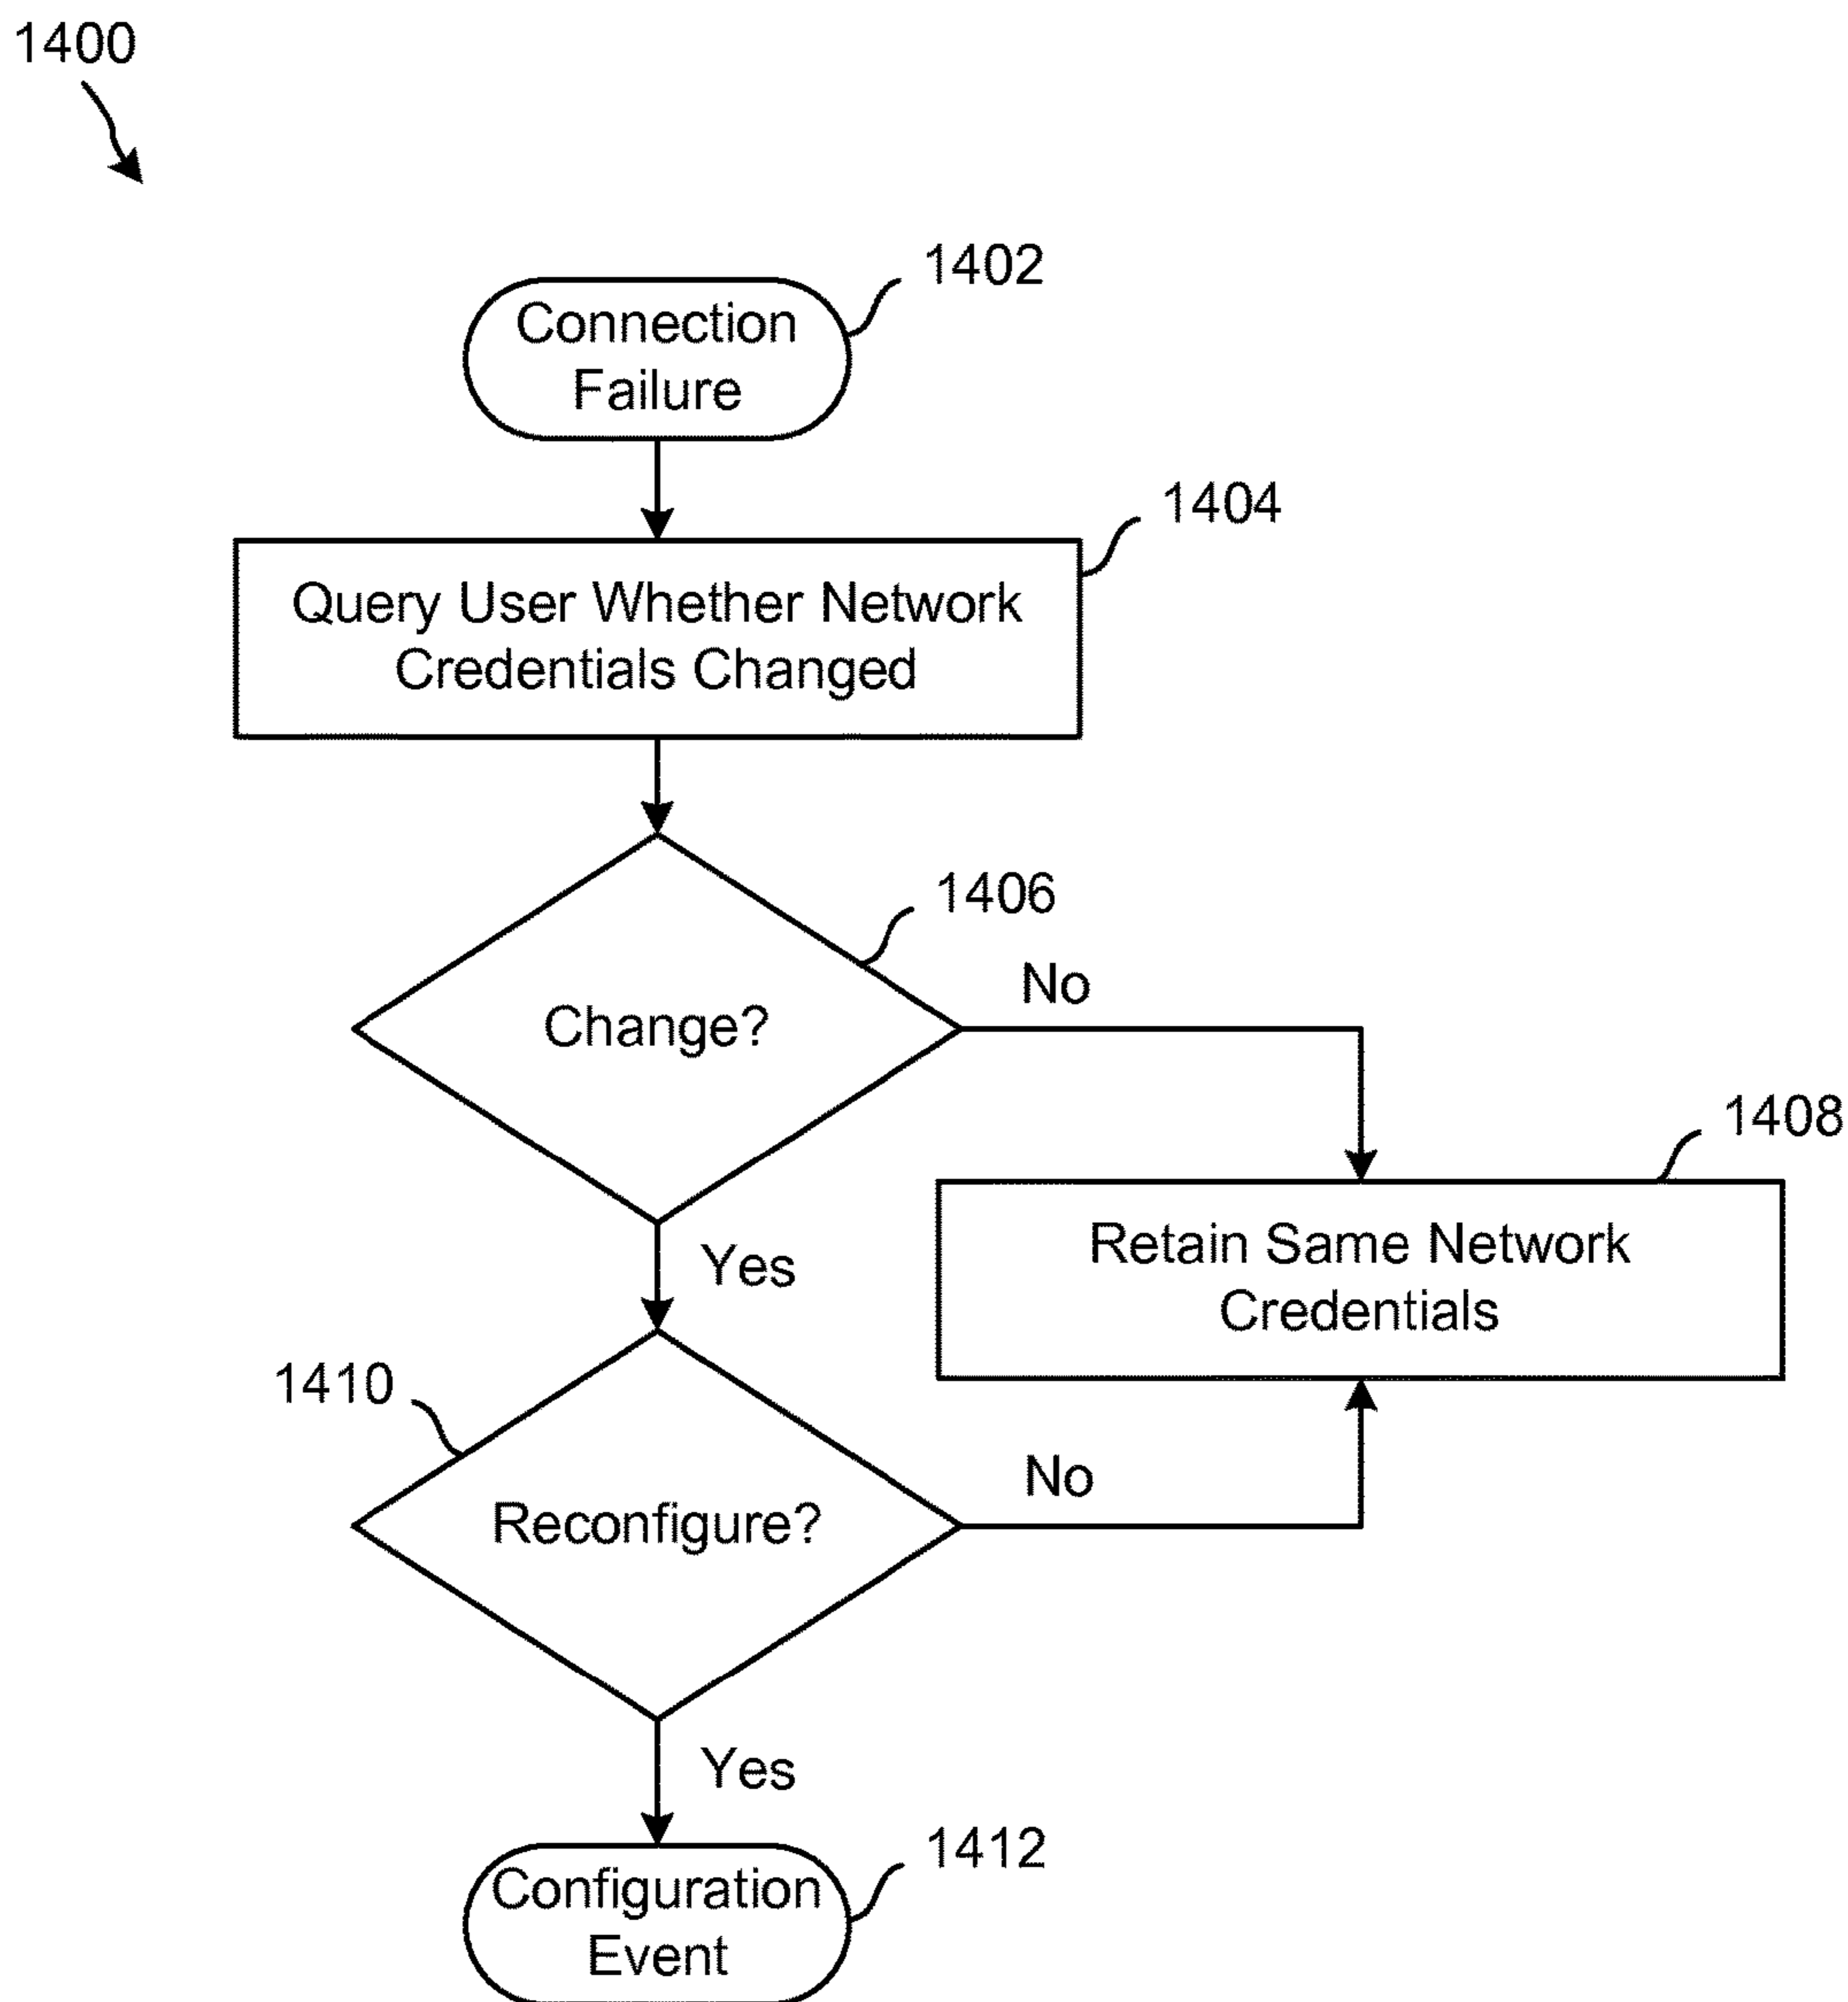 1400
1402
Connection
Failure
1404
Query User Whether Network
Credentials Changed
1406
Change?
No
1408
Retain Same Network
Credentials
Yes
1410
Reconfigure?
No
Yes
1412
Configuration
Event